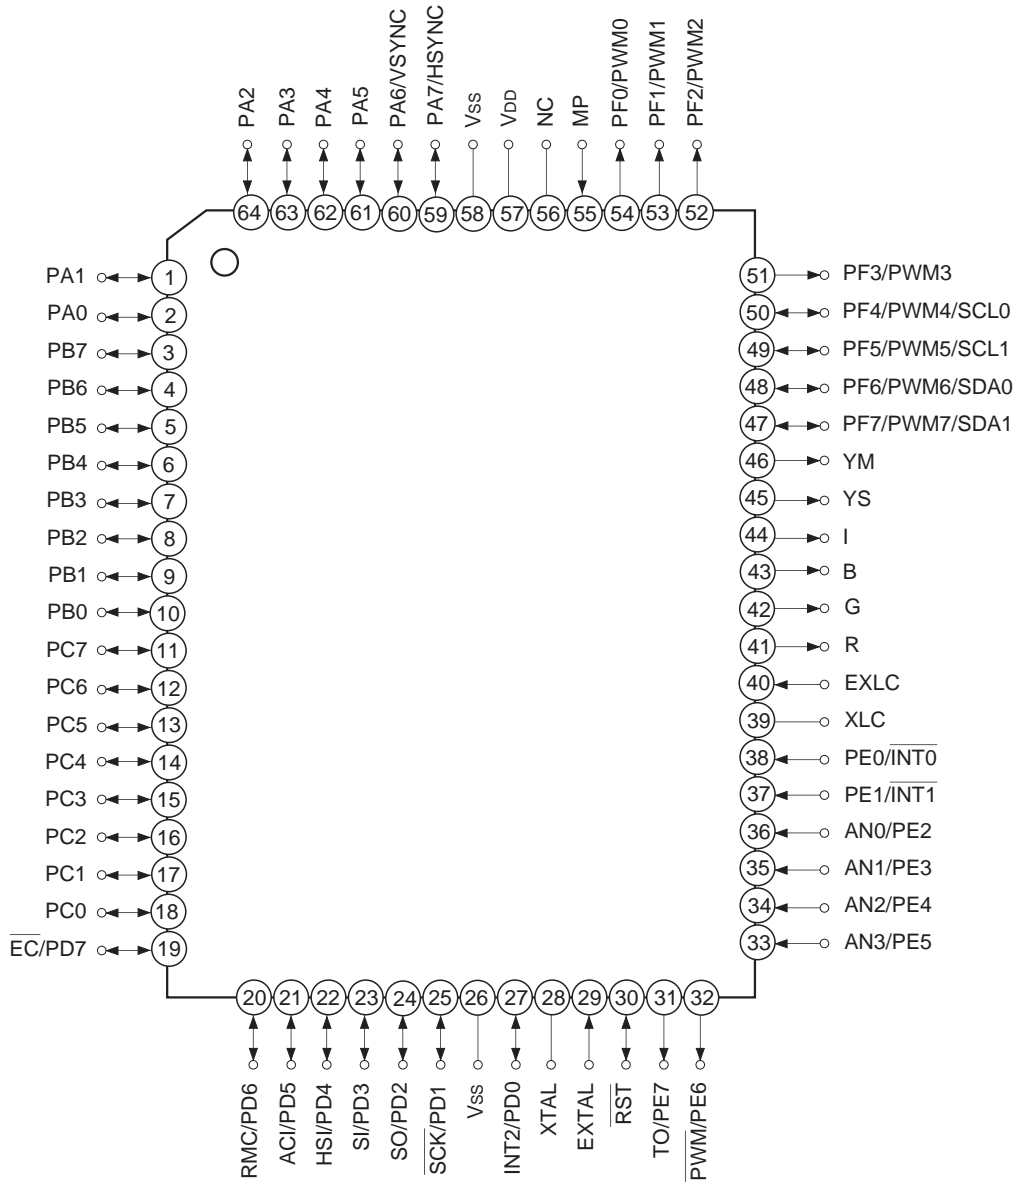 PA2
PA3
PA4
PA5
PA6/VSYNC
PA7/HSYNC
Vss
VDD
NC
MP
PF0/PWM0
PF1/PWM1
PF2/PWM2
64
63
62
61
60
59
58
57
56
55
54
53
52
PA1 1
PA0 2
PB7 3
PB6 4
PB5 5
PB4 6
PB3 7
PB2 8
PB1 9
PB0 10
PC7 11
PC6 12
PC5 13
PC4 14
PC3 15
PC2 16
PC1 17
PC0 18
EC/PD7 19
51 PF3/PWM3
50 PF4/PWM4/SCL0
49 PF5/PWM5/SCL1
48 PF6/PWM6/SDA0
47 PF7/PWM7/SDA1
46 YM
45 YS
44 I
43 B
42 G
41 R
40 EXLC
39 XLC
38 PE0/INT0
37 PE1/INT1
36 AN0/PE2
35 AN1/PE3
34 AN2/PE4
33 AN3/PE5
20
21
22
23
24
25
26
27
28
29
30
31
32
RMC/PD6
ACI/PD5
HSI/PD4
SI/PD3
SO/PD2
SCK/PD1
Vss
INT2/PD0
XTAL
EXTAL
RST
TO/PE7
PWM/PE6